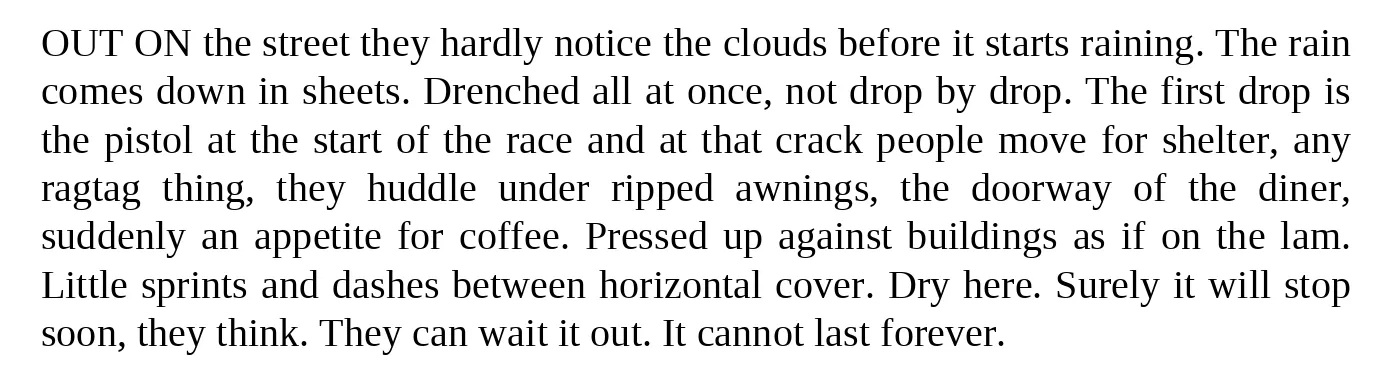 OUT ON the street they hardly notice the clouds before it starts raining. The rain
comes down in sheets. Drenched all at once, not drop by drop. The first drop is
the pistol at the start of the race and at that crack people move for shelter, any
ragtag thing, they huddle under ripped awnings, the doorway of the diner,
suddenly an appetite for coffee. Pressed up against buildings as if on the lam.
Little sprints and dashes between horizontal cover. Dry here. Surely it will stop
soon, they think. They can wait it out. It cannot last forever.